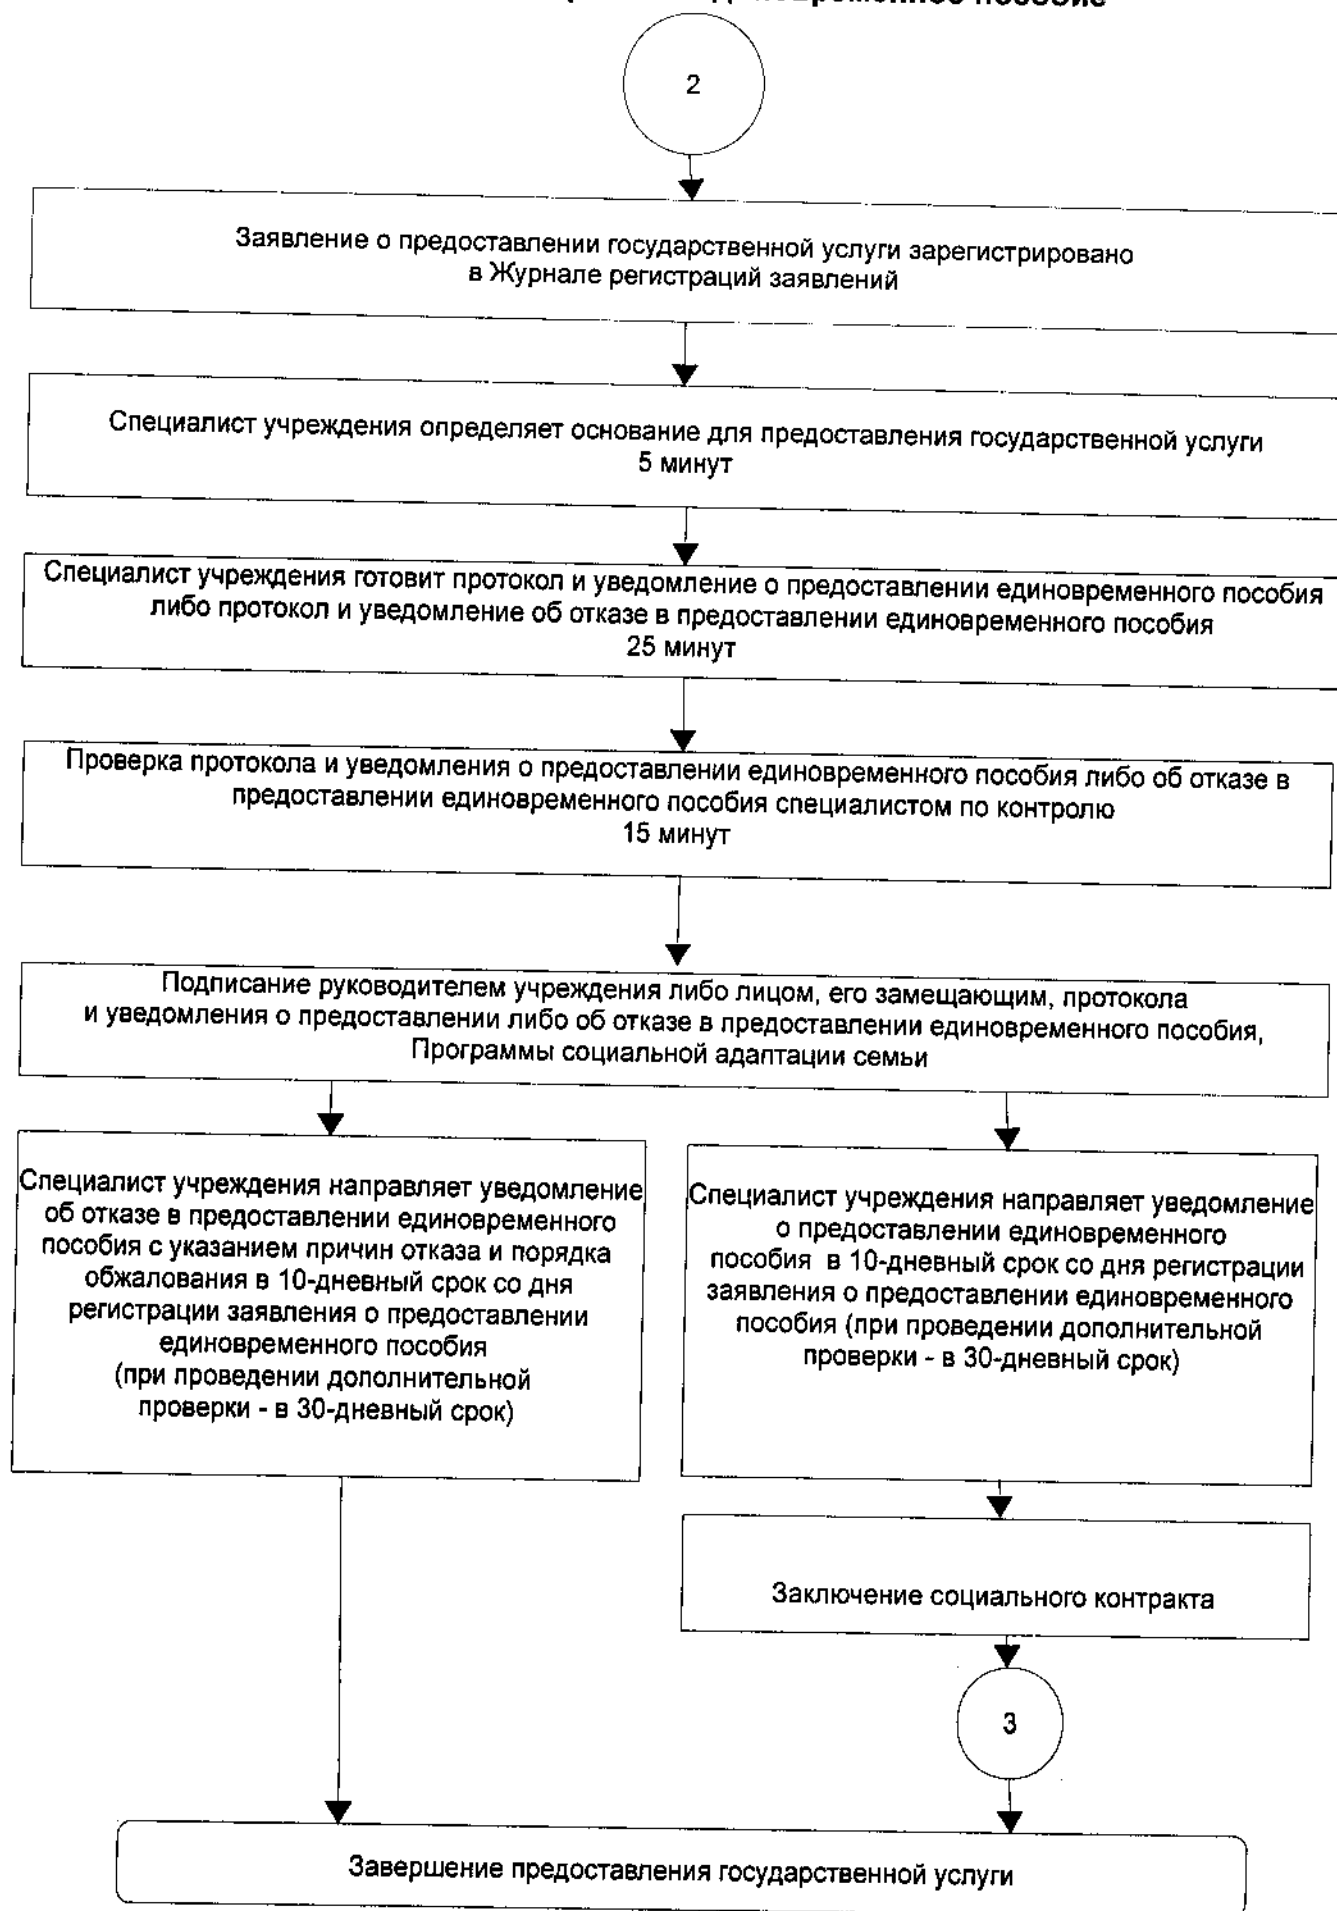 пособие
2
Заявление о предоставлении государственной услуги зарегистрировано
в Журнале регистраций заявлений
Специалист учреждения определяет основание для предоставления государственной услуги
5 минут
Специалист учреждения готовит протокол и уведомление о предоставлении единовременного пособия
либо протокол и уведомление об отказе в предоставлении единовременного пособия
25 минут
Проверка протокола и уведомления о предоставлении единовременного пособия либо об отказе в
предоставлении единовременного пособия специалистом по контролю
15 минут
Подписание руководителем учреждения либо лицом, его замещающим, протокола
и уведомления о предоставлении либо об отказе в предоставлении единовременного пособия,
Программы социальной адаптации семьи
Специалист учреждения направляет уведомление
об отказе в предоставлении единовременного
пособия с указанием причин отказа и порядка
обжалования в 10-дневный срок со дня
регистрации заявления о предоставлении
единовременного пособия
(при проведении дополнительной
проверки - в 30-дневный срок)
Специалист учреждения направляет уведомление
о предоставлении единовременного
пособия в 10-дневный срок со дня регистрации
заявления о предоставлении единовременного
пособия (при проведении дополнительной
проверки - в 30-дневный срок)
Заключение социального контракта
3
Завершение предоставления государственной услуги